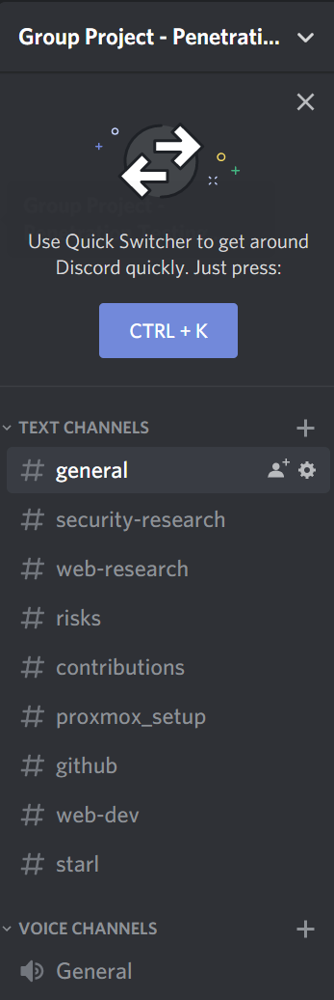 Group Project - Penetrati...
Use Quick Switcher to get around
Discord quickly. Just press:
CTRL + K
TEXT CHANNELS
# general
# security-research
# web-research
# risks
# contributions
# proxmox_setup
# github
# web-dev
# starl
VOICE CHANNELS
General